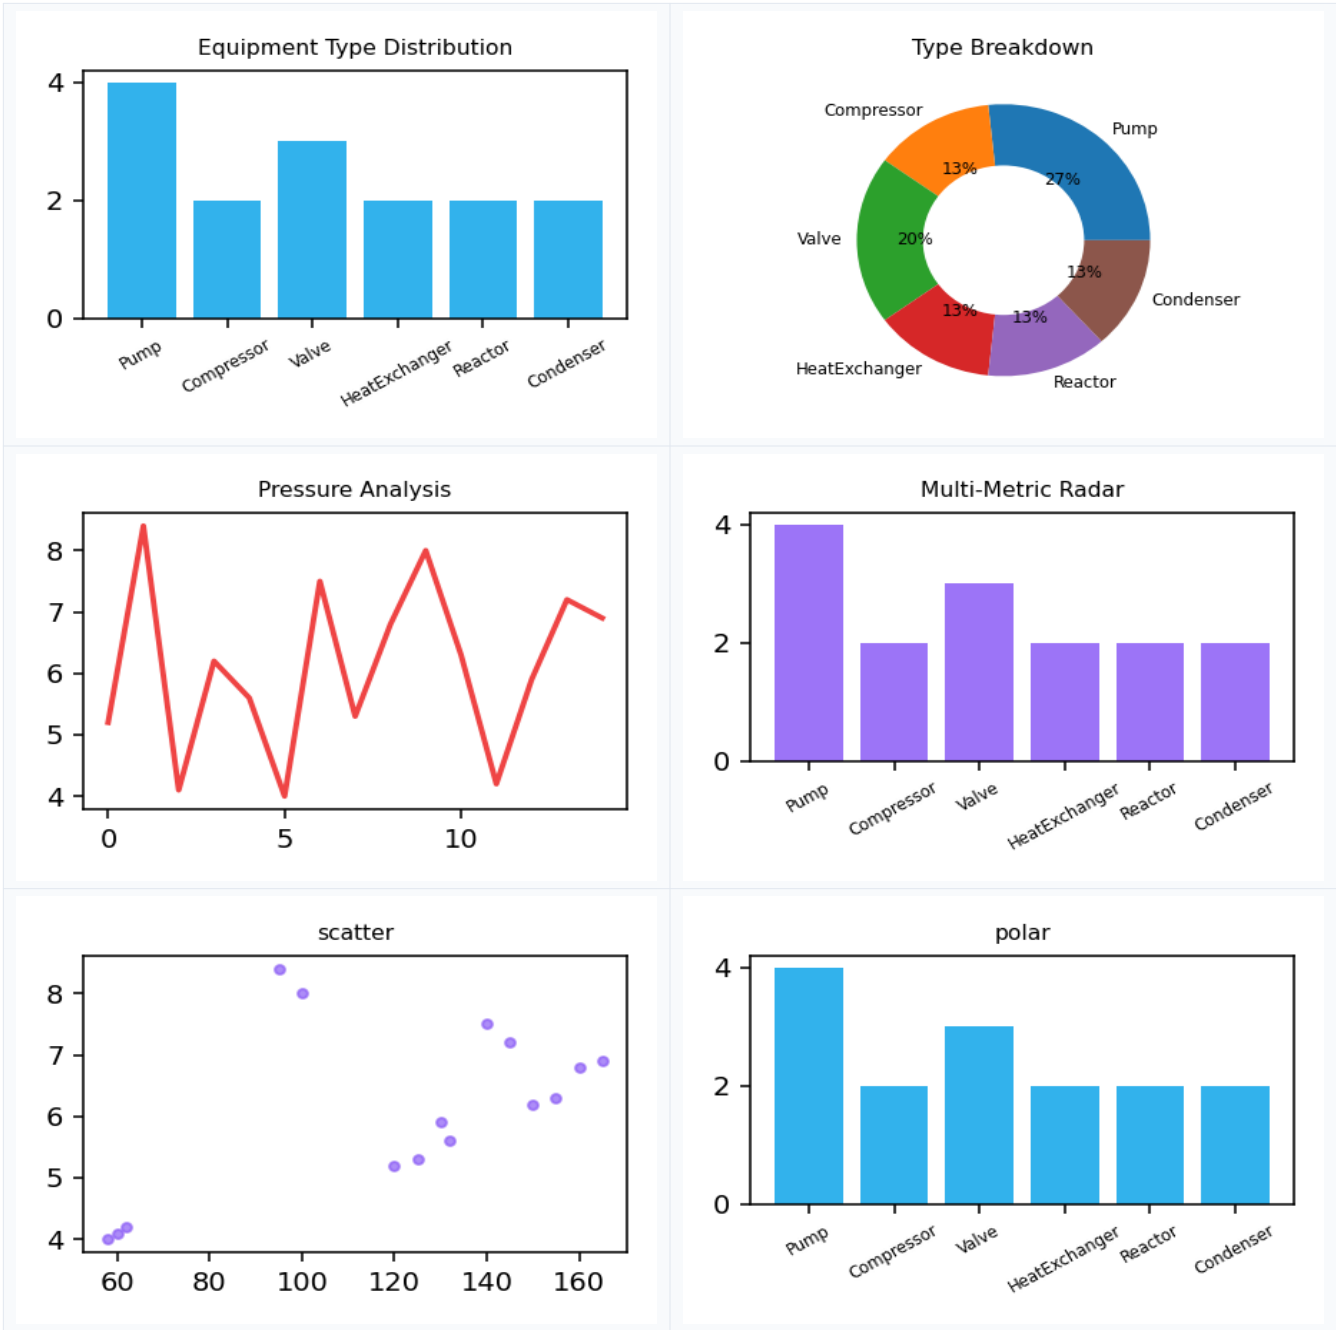 Equipment Type Distribution
4
2
0
Pump
Compressor
Valve
HeatExchanger
Reactor
Condenser
Type Breakdown
Compressor
Pump
13%
27%
Valve
20%
13%
Condenser
13%
13%
HeatExchanger
Reactor
Pressure Analysis
8
7
6
5
4
0 5 10
Multi-Metric Radar
4
2
0
Pump
Compressor
Valve
HeatExchanger
Reactor
Condenser
scatter
8
7
6
5
4
60 80 100 120 140 160
polar
4
2
0
Pump
Compressor
Valve
HeatExchanger
Reactor
Condenser